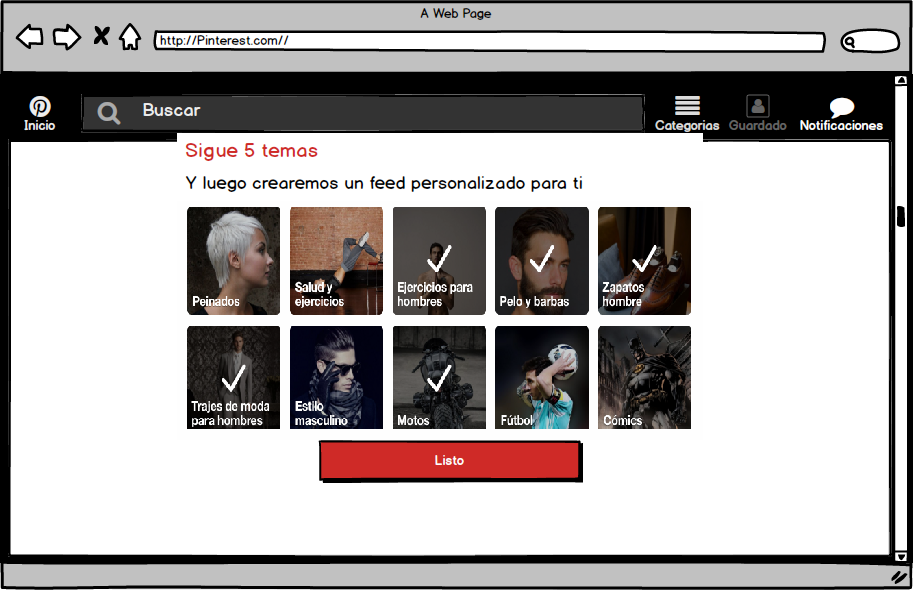 A Web Page
http://Pinterest.com//
Buscar
Inicio
Categorias
Guardado
Notificaciones
Sigue 5 temas
Y luego crearemos un feed personalizado para ti
Peinados
Salud y
ejercicios
Ejercicios para
hombres
Pelo y barbas
Zapatos
hombre
Trajes de moda
para hombres
Estilo
masculino
Motos
Fútbol
Cómics
Listo